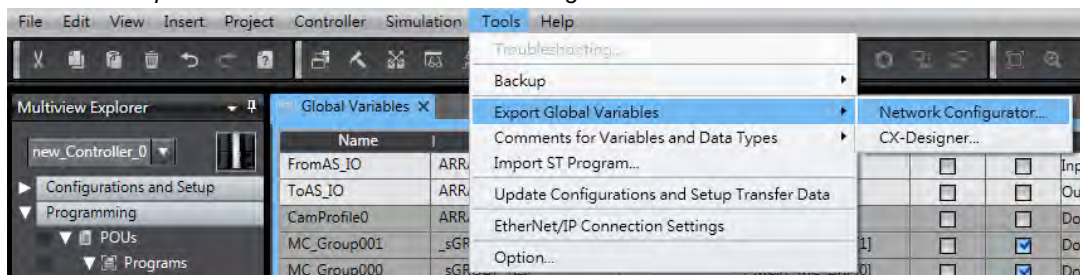 File Edit View Insert Project Controller Simulation Tools Help
Troubleshooting...
Backup
Multiview Explorer
Global Variables
Export Global Variables
Network Configurator...
Name
Comments for Variables and Data Types
CX-Designer...
new_Controller_0
FromAS_IO
ARR
Import ST Program...
Inp
Configurations and Setup
ToAS_IO
ARR
Update Configurations and Setup Transfer Data
Ou
Programming
CamProfile0
ARR
EtherNet/IP Connection Settings
Do
POUs
MC_Group001
_sGR
1]
Do
Option...
Programs
MC_Group000